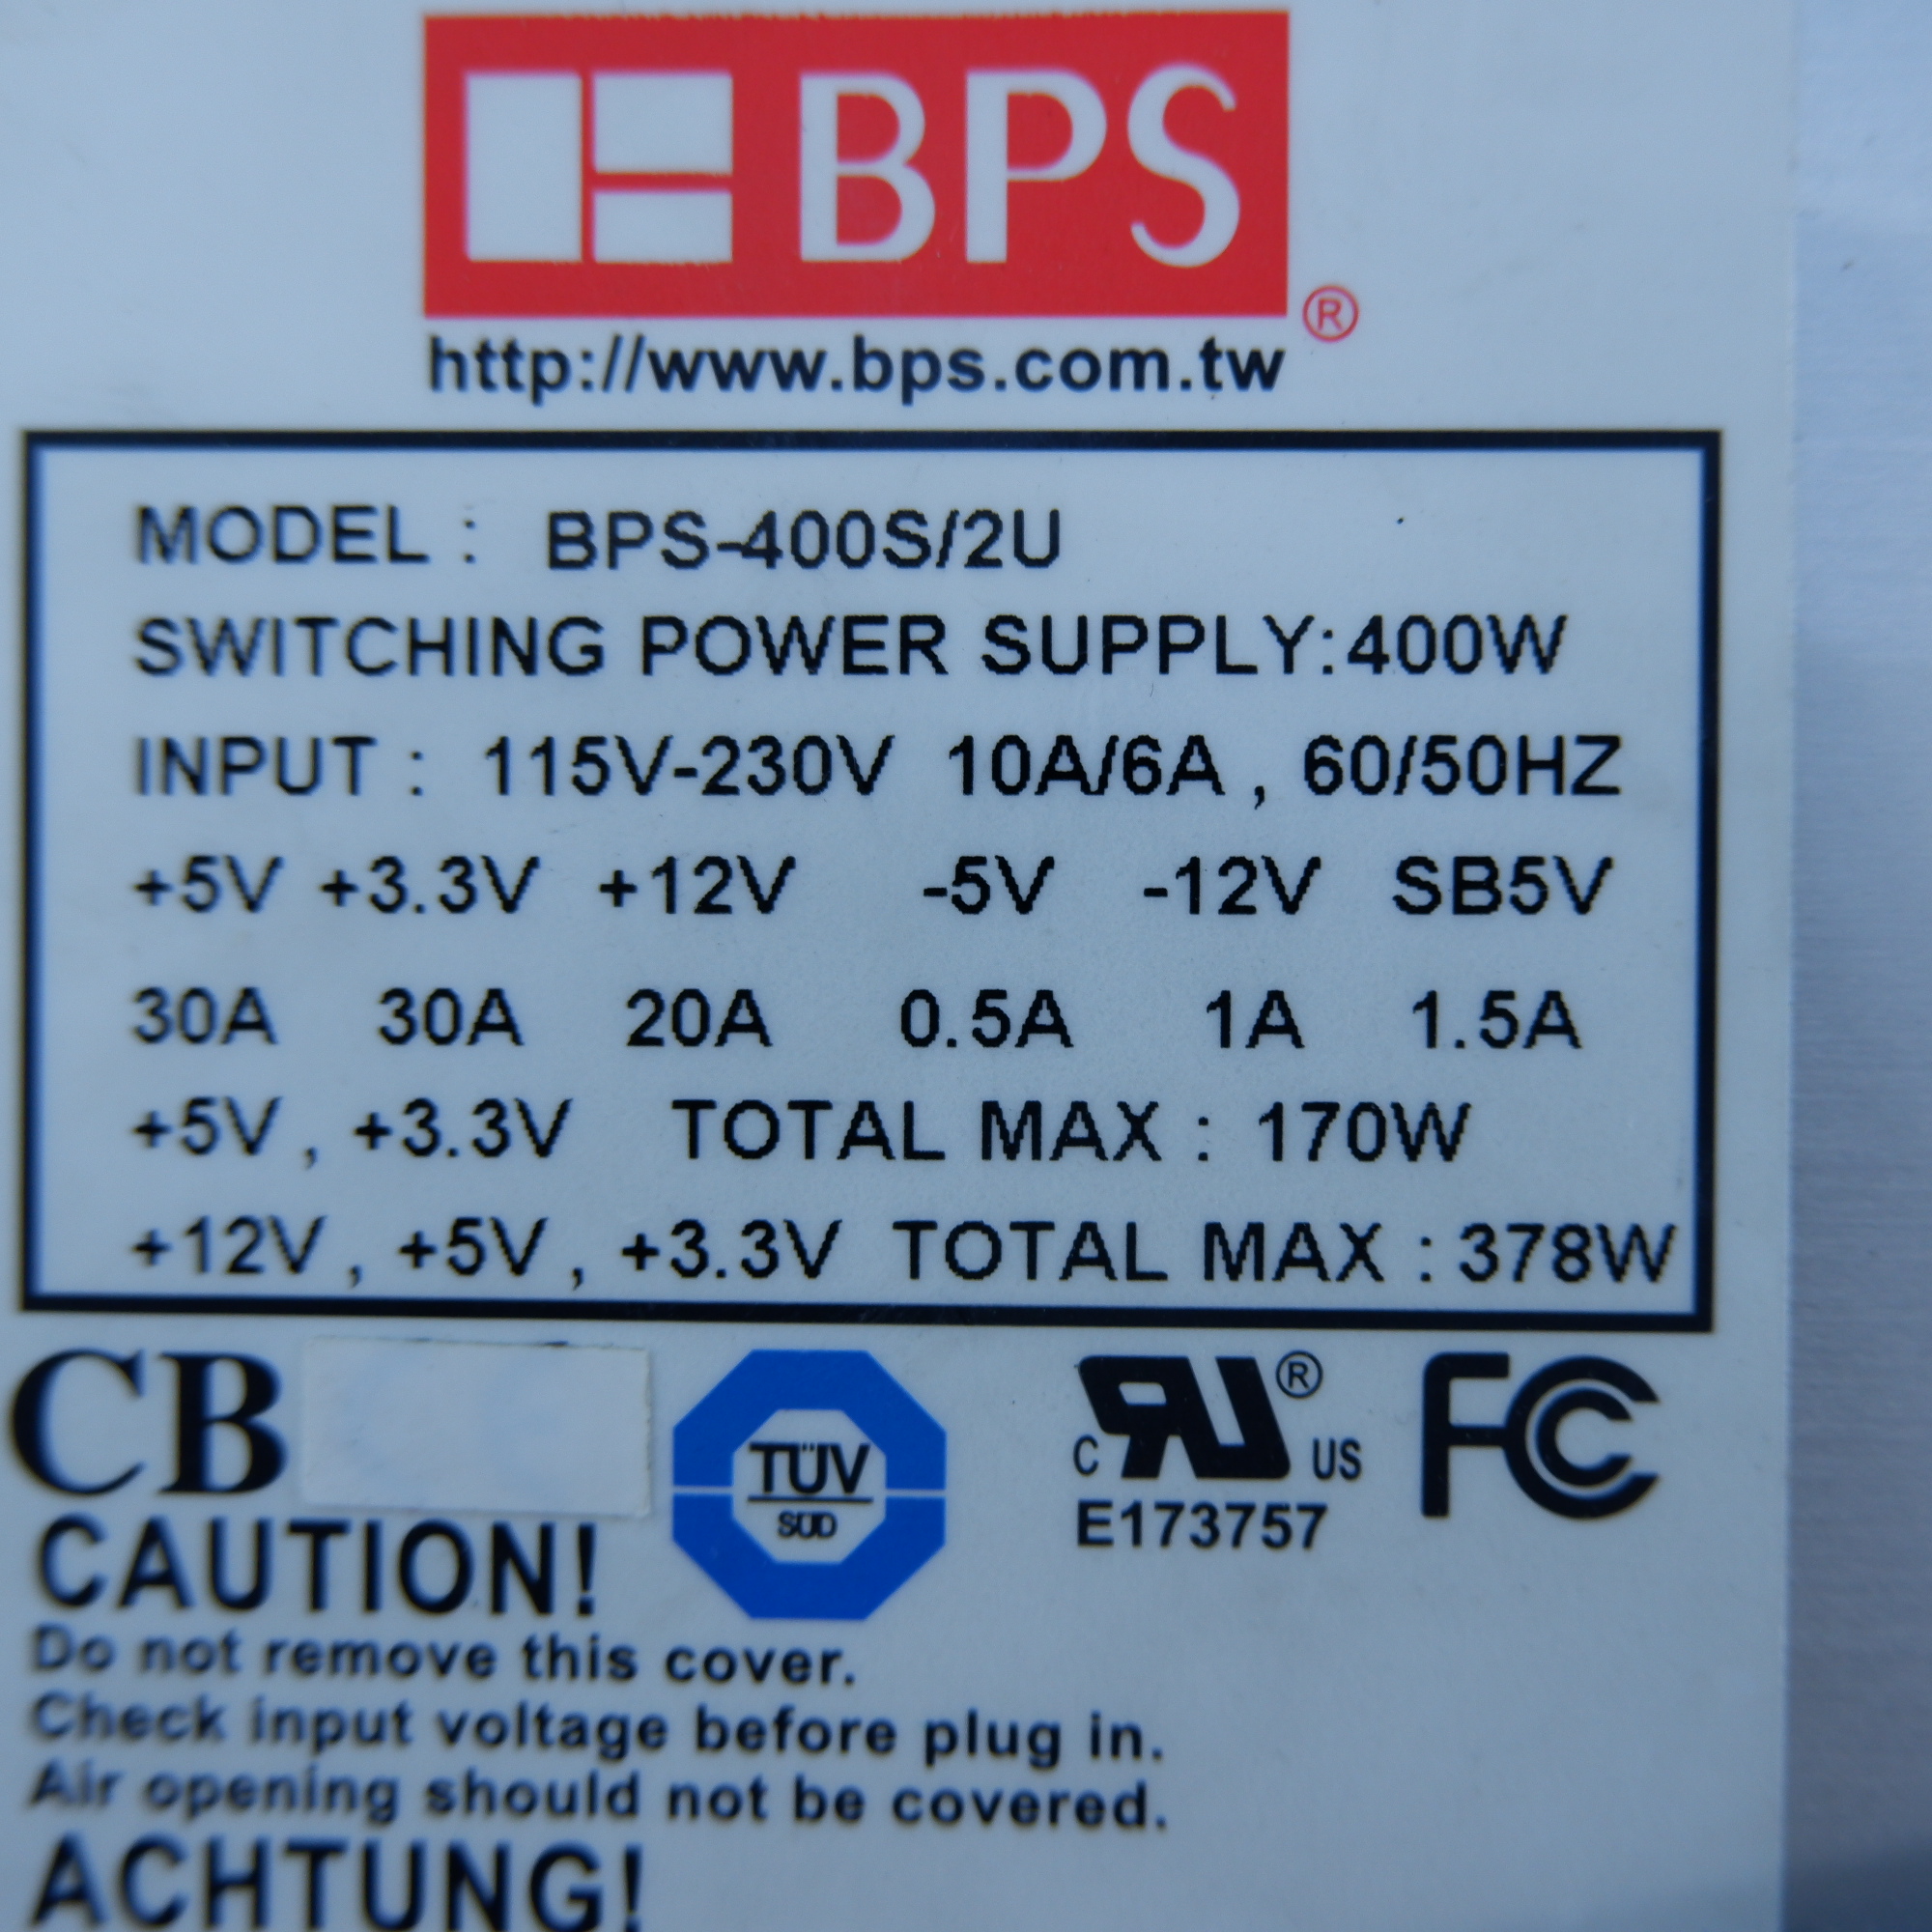 BPS
®
http://www.bps.com.tw
MODEL : BPS-400S/2U
SWITCHING POWER SUPPLY:400W
INPUT : 115V-230V 10A/6A , 60/50HZ
+5V +3.3V +12V -5V -12V SB5V
30A 30A 20A 0.5A 1A 1.5A
+5V , +3.3V TOTAL MAX : 170W
+12V , +5V , +3.3V TOTAL MAX : 378W
CB
TÜV
SÜD
C RU ® US
E173757
FCC
CAUTION!
Do not remove this cover.
Check input voltage before plug in.
Air opening should not be covered.
ACHTUNG!